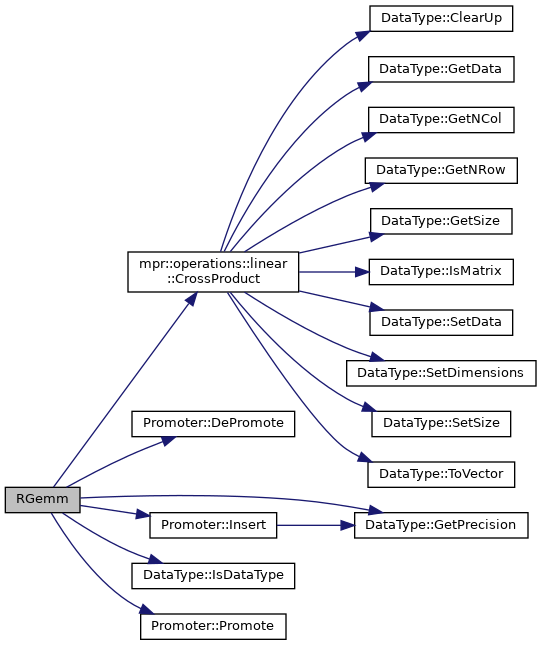 DataType::ClearUp
DataType::GetData
DataType::GetNCol
DataType::GetNRow
DataType::GetSize
mpr::operations::linear
::CrossProduct
DataType::IsMatrix
DataType::SetData
DataType::SetDimensions
Promoter::DePromote
DataType::SetSize
DataType::ToVector
RGemm
Promoter::Insert
DataType::GetPrecision
DataType::IsDataType
Promoter::Promote